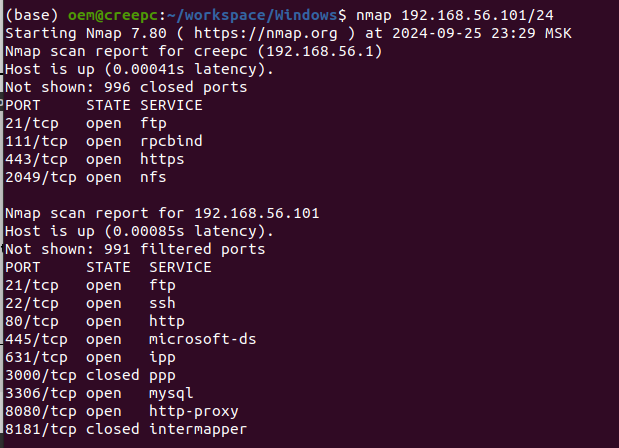 (base) oem@creepc:~/workspace/Windows$ nmap 192.168.56.101/24
Starting Nmap 7.80 ( https://nmap.org ) at 2024-09-25 23:29 MSK
Nmap scan report for creepc (192.168.56.1)
Host is up (0.00041s latency).
Not shown: 996 closed ports
PORT     STATE SERVICE
21/tcp   open  ftp
111/tcp  open  rpcbind
443/tcp  open  https
2049/tcp open  nfs

Nmap scan report for 192.168.56.101
Host is up (0.00085s latency).
Not shown: 991 filtered ports
PORT     STATE  SERVICE
21/tcp   open   ftp
22/tcp   open   ssh
80/tcp   open   http
445/tcp  open   microsoft-ds
631/tcp  open   ipp
3000/tcp closed ppp
3306/tcp open   mysql
8080/tcp open   http-proxy
8181/tcp closed intermapper